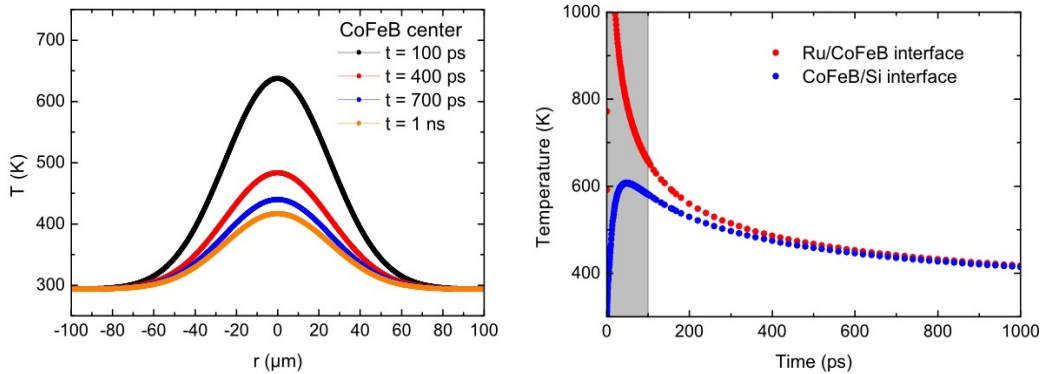 700
600
500
400
300
T (K)
-100 -80 -60 -40 -20 0 20 40 60 80 100
r (µm)
CoFeB center
t = 100 ps
t = 400 ps
t = 700 ps
t = 1 ns
1000
800
600
400
Temperature (K)
0 200 400 600 800 1000
Time (ps)
Ru/CoFeB interface
CoFeB/Si interface